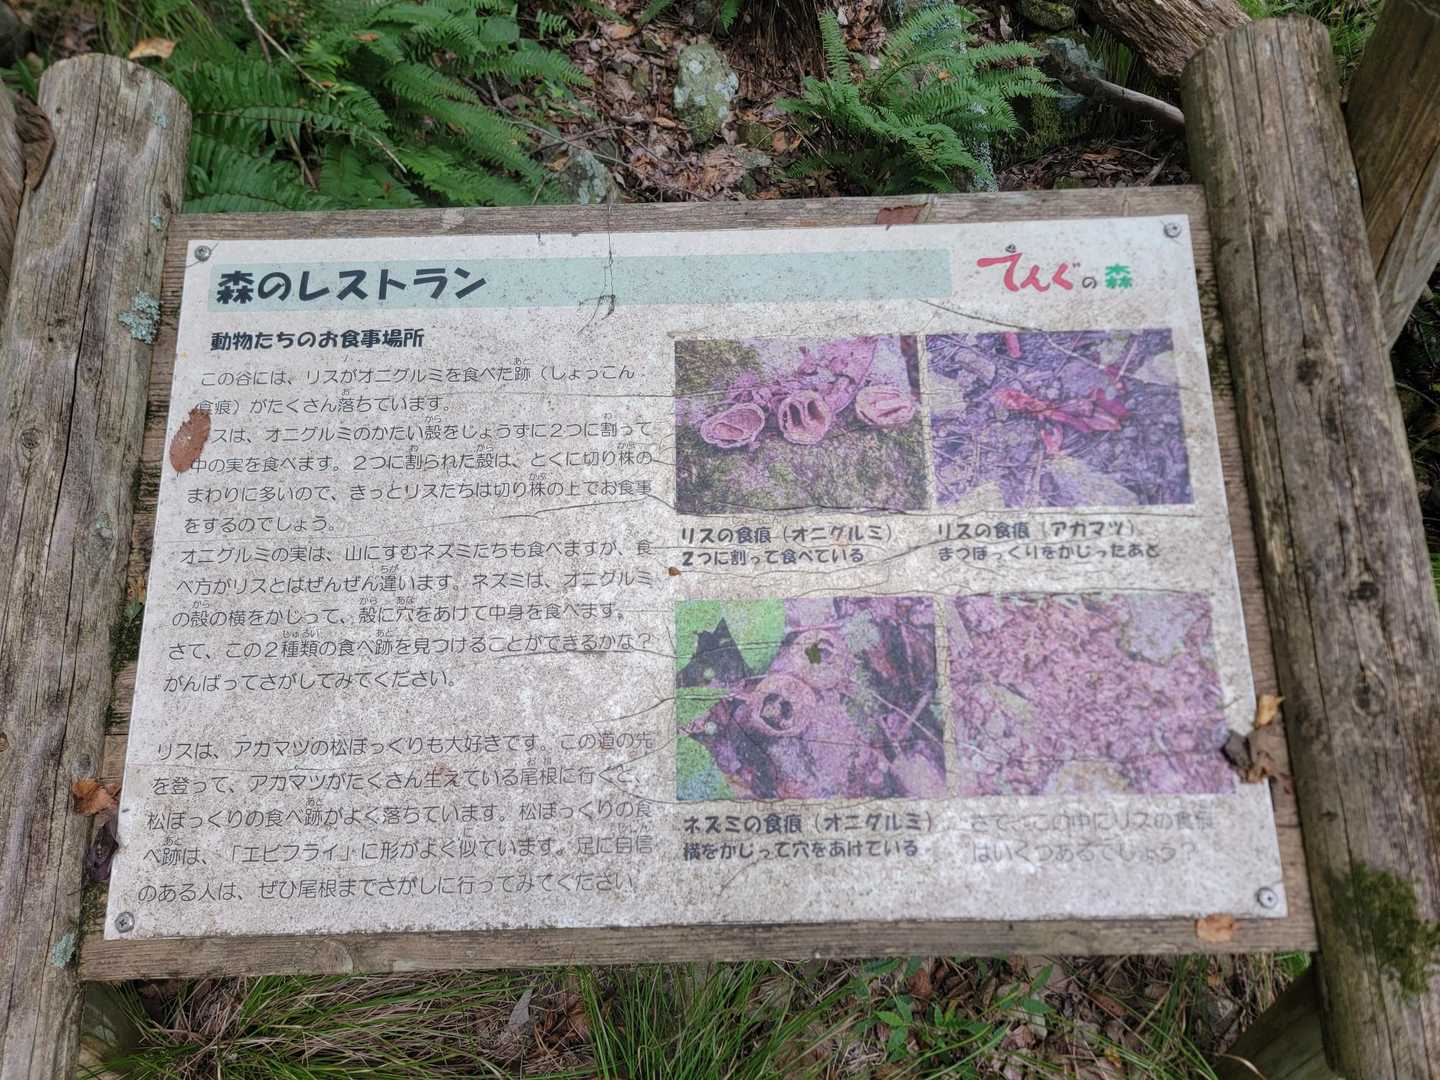 森のレストラン
てんぐの森
動物たちのお食事場所
この谷には、リスがオニグルミを食べた跡（しょっこん：
食痕）がたくさん落ちています。
スは、オニグルミのかたい殻をじょうずに２つに割って
中の実を食べます。２つに割られた殻は、とくに切り株の
まわりに多いので、きっとリスたちは切り株の上でお食事
をするのでしょう。
オニグルミの実は、山にすむネズミたちも食べますが、食
べ方がリスとはぜんぜん違います。ネズミは、オニグルミ
の殻の横をかじって、殻に穴をあけて中身を食べます。
さて、この２種類の食べ跡を見つけることができるかな？
がんばってさがしてみてください。
リスは、アカマツの松ぼっくりも大好きです。この道の先
を登って、アカマツがたくさん生えている尾根に行くと、
松ぼっくりの食べ跡がよく落ちています。松ぼっくりの食
べ跡は、「エビフライ」に形がよく似ています。足に自信
のある人は、ぜひ尾根までさがしに行ってみてください。
リスの食痕（オニグルミ）
２つに割って食べている
リスの食痕（アカマツ）
まつぼっくりをかじったあと
ネズミの食痕（オニグルミ）
横をかじって穴をあけている
さて、この中にリスの食痕
はいくつあるでしょう？